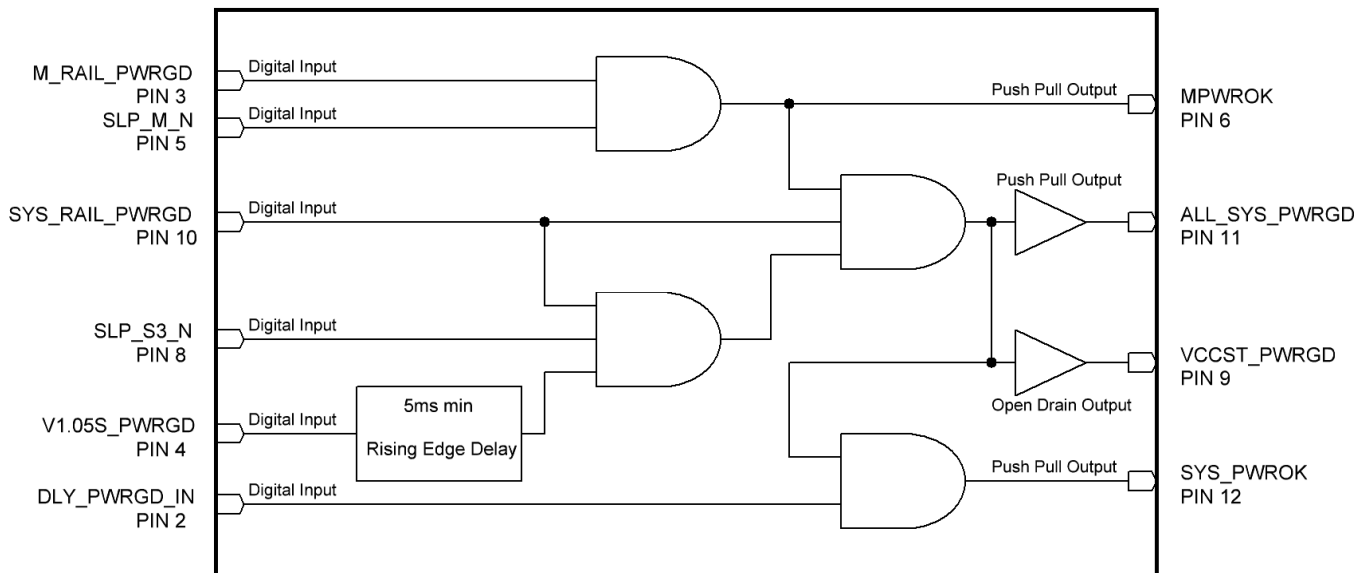 M_RAIL_PWRGD
PIN 3
Digital Input
SLP_M_N
PIN 5
Digital Input
Push Pull Output
MPWROK
PIN 6
SYS_RAIL_PWRGD
PIN 10
Digital Input
Push Pull Output
ALL_SYS_PWRGD
PIN 11
SLP_S3_N
PIN 8
Digital Input
VCCST_PWRGD
PIN 9
Open Drain Output
V1.05S_PWRGD
PIN 4
Digital Input
5ms min
Rising Edge Delay
DLY_PWRGD_IN
PIN 2
Digital Input
Push Pull Output
SYS_PWROK
PIN 12